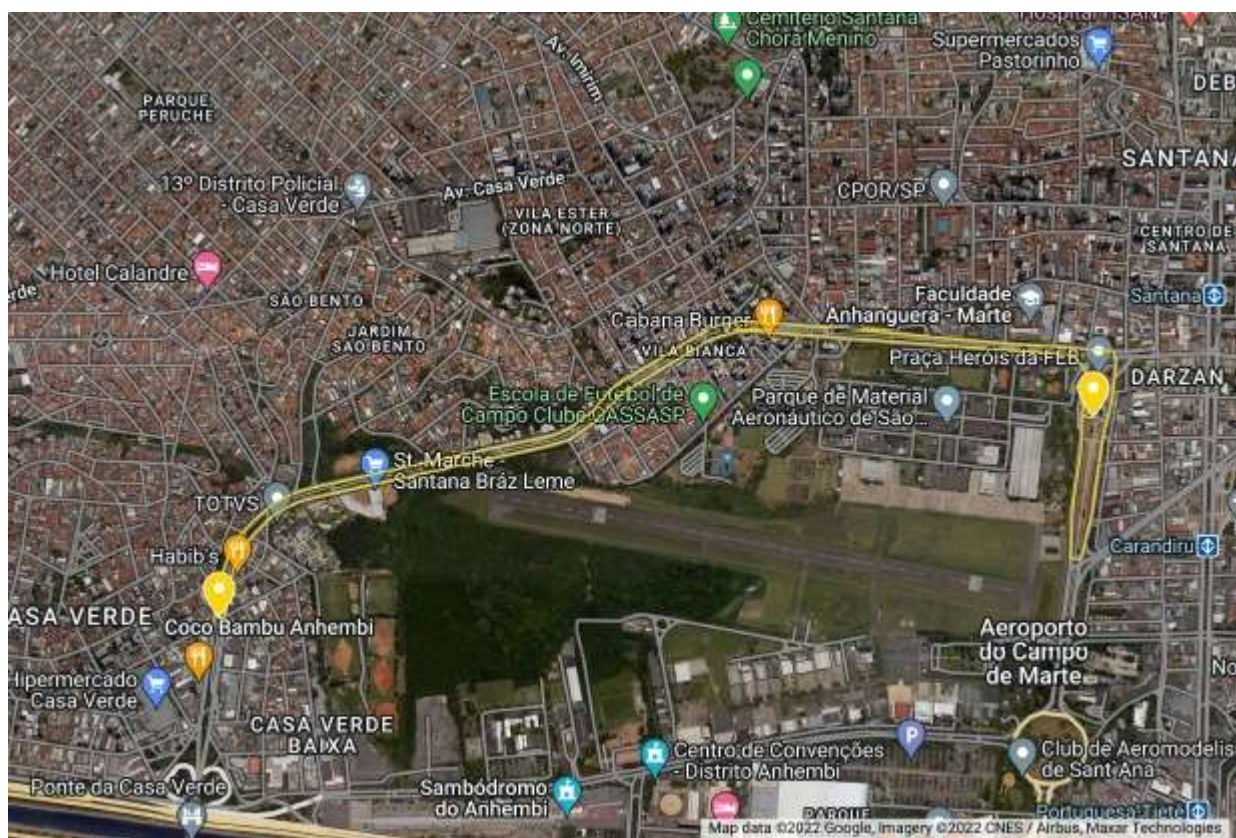 Cemitério Santana
Chora Menino
Supermercados
Pastorinho
Av. Imirim
DEB
PARQUE
PERUCHE
SANTANA
13º Distrito Policial
- Casa Verde
Av. Casa Verde
CPOR/SP
VILA ESTER
(ZONA NORTE)
CENTRO DE
SANTANA
Hotel Calandre
SÃO BENTO
Faculdade
Anhanguera - Marte
Santana
Cabana Burger
JARDIM
SÃO BENTO
VILA BIANCA
Praça Heróis da FEB
DARZAN
Escola de Futebol de
Campo Clube CASSASP
Parque de Material
Aeronáutico de São...
St. Marche
Santana Bráz Leme
TOTVS
Habib's
Carandiru
ASA VERDE
Coco Bambu Anhembi
Aeroporto
do Campo
de Marte
No
Hipermercado
Casa Verde
CASA VERDE
BAIXA
P
Centro de Convenções
- Distrito Anhembi
Club de Aeromodelis
de Sant'Ana
Ponte da Casa Verde
Sambódromo
do Anhembi
PARQUE
Portuguesa-Tietê
Map data ©2022 Google, Imagery ©2022 CNES / Airbus, Maxar Technologies